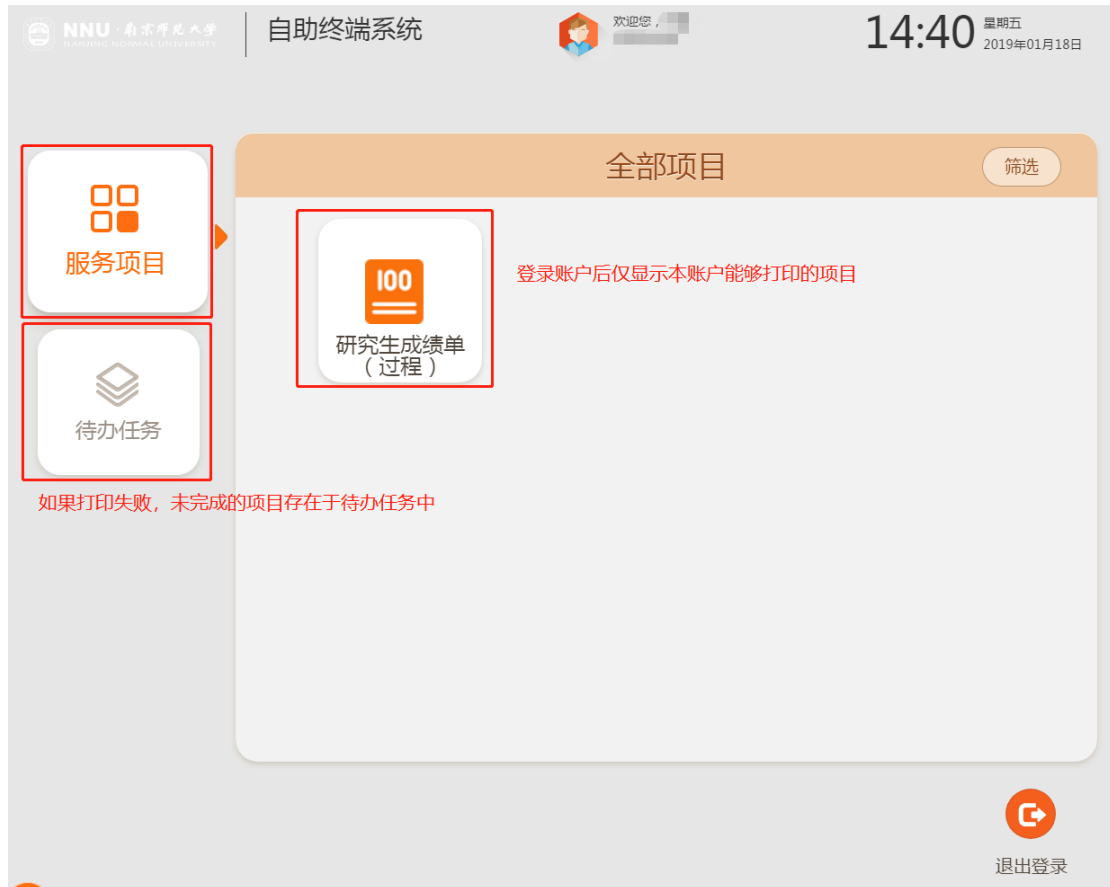 NNU·南京师范大学
NANJING NORMAL UNIVERSITY
自助终端系统
欢迎您，
14:40
星期五
2019年01月18日
全部项目
筛选
服务项目
100
研究生成绩单
（过程）
登录账户后仅显示本账户能够打印的项目
待办任务
如果打印失败，未完成的项目存在于待办任务中
退出登录